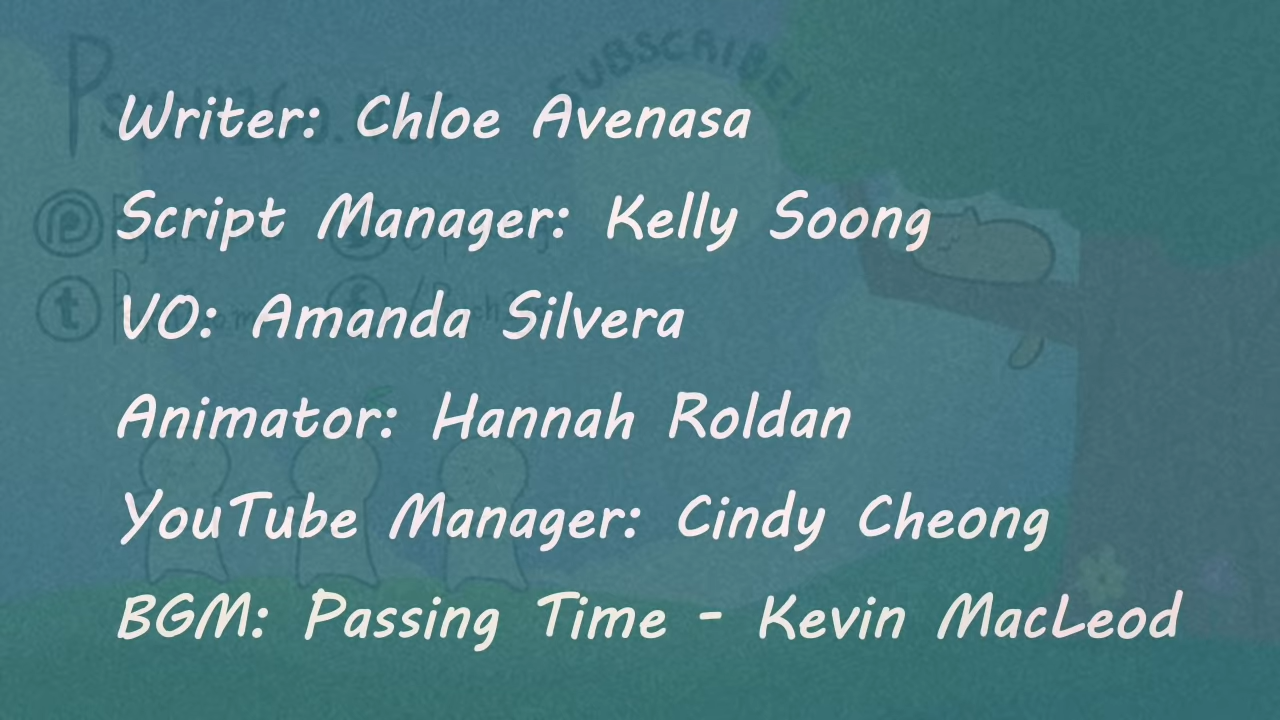 Writer: Chloe Avenasa
SUBSCRIBE!
Script Manager: Kelly Soong
VO: Amanda Silvera
Animator: Hannah Roldan
YouTube Manager: Cindy Cheong
BGM: Passing Time - Kevin MacLeod